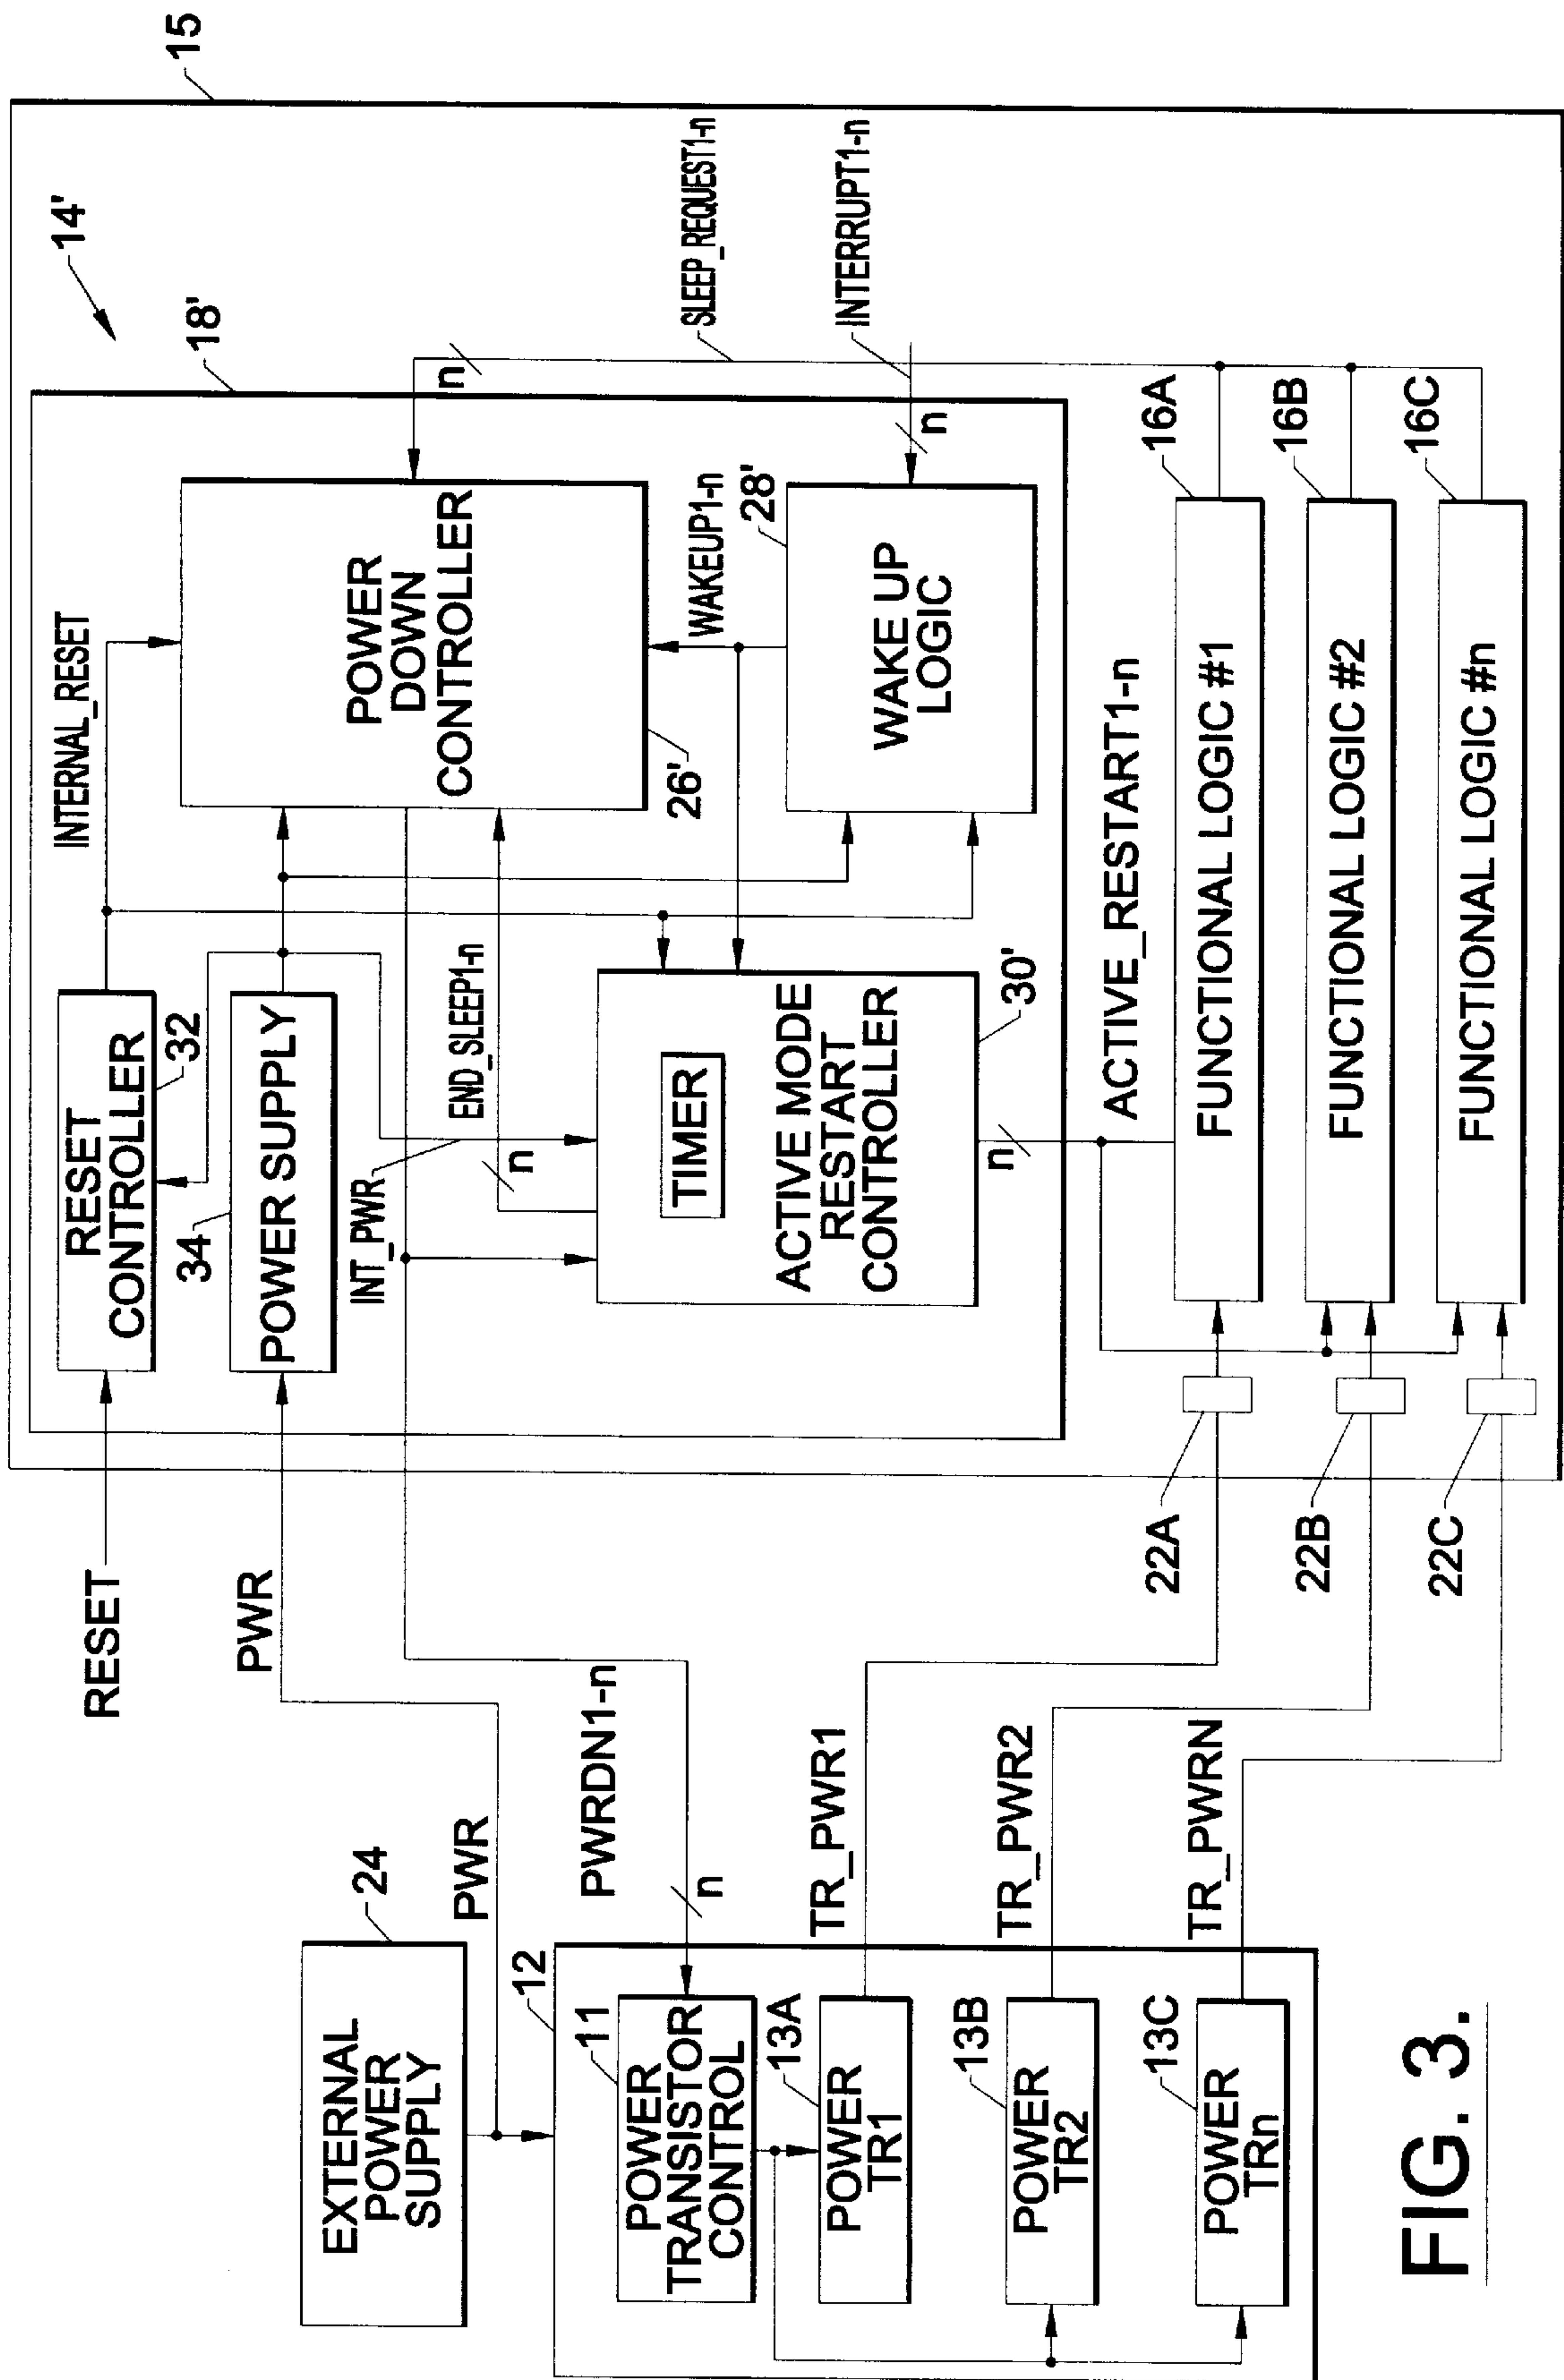 EXTERNAL
POWER
SUPPLY
24
PWR
12
POWER
TRANSISTOR
CONTROL
11
PWRDN1-n
n
POWER
TR1
13A
TR_PWR1
POWER
TR2
13B
TR_PWR2
POWER
TRn
13C
TR_PWRN
RESET
PWR
22A
22B
22C
RESET
CONTROLLER
32
34
POWER SUPPLY
INT_PWR
END_SLEEP1-n
n
INTERNAL_RESET
TIMER
ACTIVE MODE
RESTART
CONTROLLER
30'
n
ACTIVE_RESTART1-n
POWER
DOWN
CONTROLLER
26'
WAKEUP1-n
28'
WAKE UP
LOGIC
18'
14'
15
n
SLEEP_REQUEST1-n
n
INTERRUPT1-n
FUNCTIONAL LOGIC #1
16A
FUNCTIONAL LOGIC #2
16B
FUNCTIONAL LOGIC #n
16C
FIG. 3.